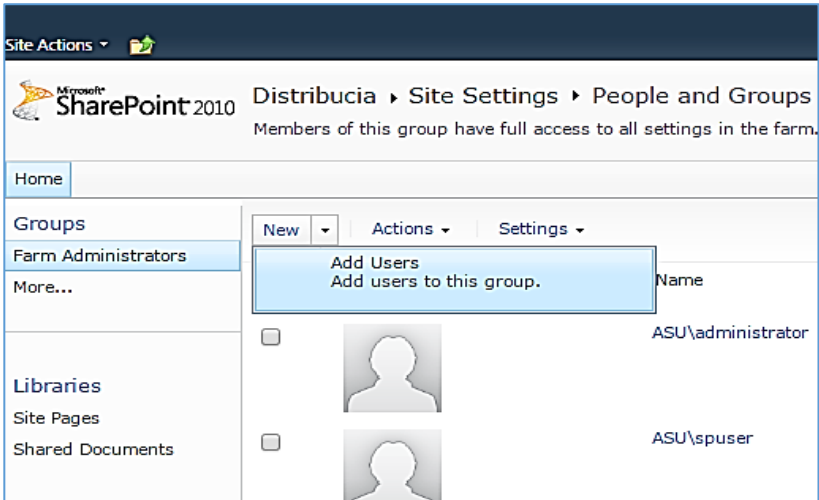 Site Actions
Microsoft
SharePoint 2010
Distribucia ▸ Site Settings ▸ People and Groups
Members of this group have full access to all settings in the farm.
Home
Groups
Farm Administrators
More...
Libraries
Site Pages
Shared Documents
New Actions Settings
Add Users
Add users to this group.
Name
ASU\administrator
ASU\spuser